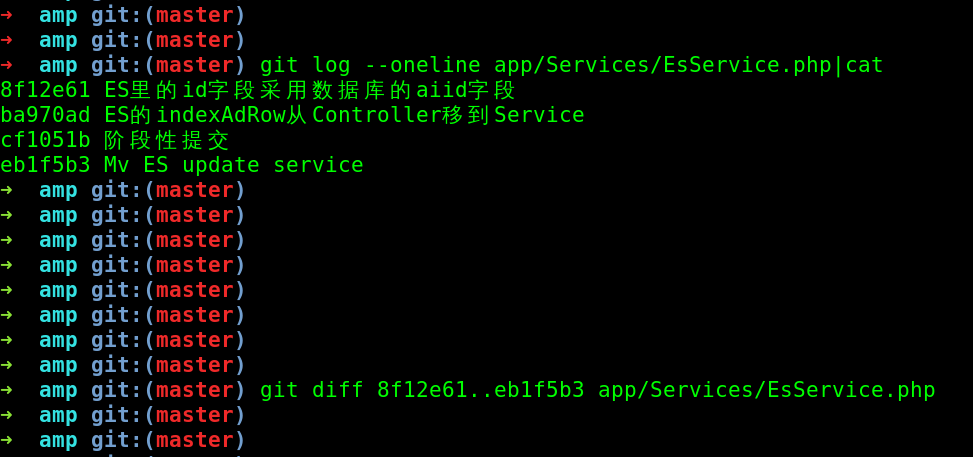 ➜ amp git:(master)
➜ amp git:(master)
➜ amp git:(master) git log --oneline app/Services/EsService.php|cat
8f12e61 ES里的id字段采用数据库的aiid字段
ba970ad ES的indexAdRow从Controller移到Service
cf1051b 阶段性提交
eb1f5b3 Mv ES update service
➜ amp git:(master)
➜ amp git:(master)
➜ amp git:(master)
➜ amp git:(master)
➜ amp git:(master)
➜ amp git:(master)
➜ amp git:(master)
➜ amp git:(master)
➜ amp git:(master) git diff 8f12e61..eb1f5b3 app/Services/EsService.php
➜ amp git:(master)
➜ amp git:(master)